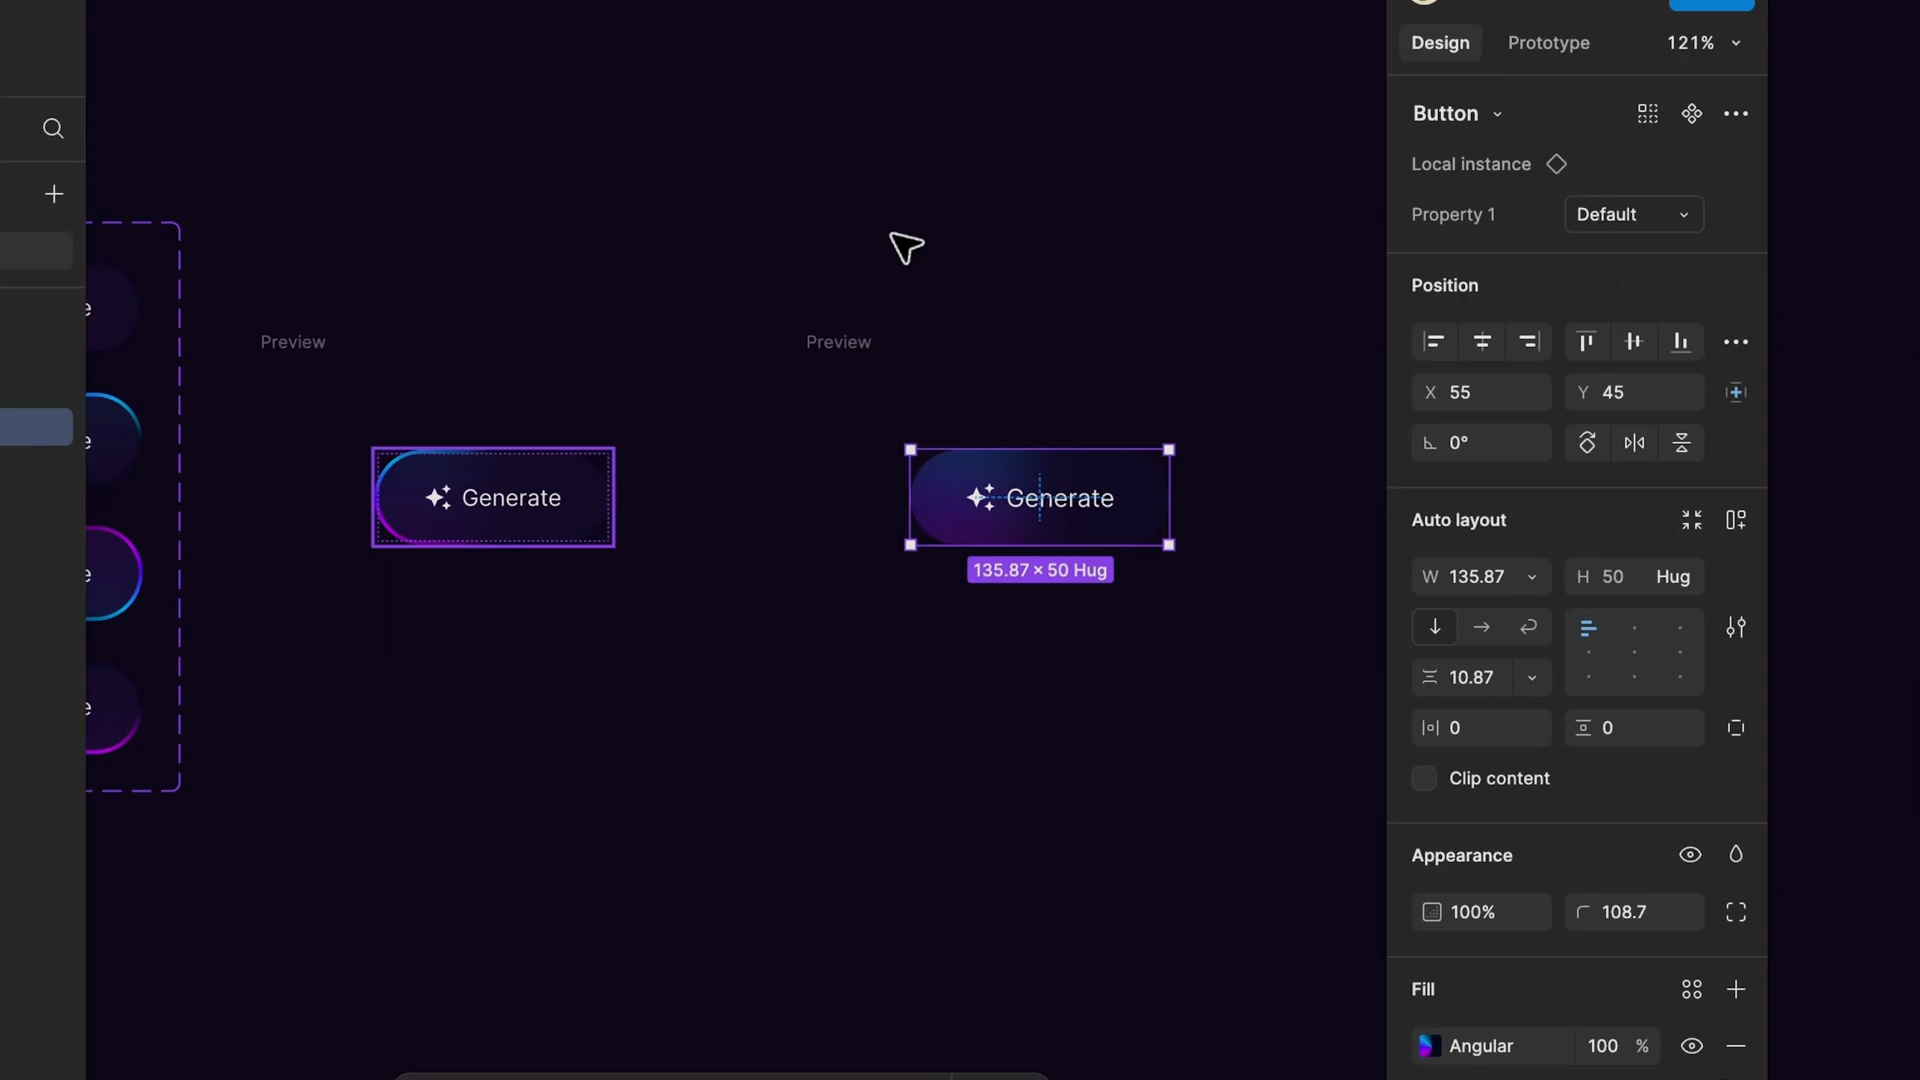 Design
Prototype
121%
Button
Local instance
Property 1
Default
Position
X 55
Y 45
0°
Auto layout
W 135.87
H 50 Hug
10.87
0
0
Clip content
Appearance
100%
108.7
Fill
Angular
100 %
e
e
e
e
Preview
Generate
Preview
Generate
135.87 × 50 Hug